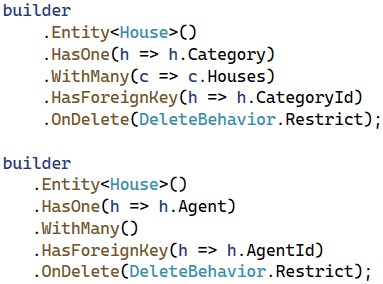 builder
    .Entity<House>()
    .HasOne(h => h.Category)
    .WithMany(c => c.Houses)
    .HasForeignKey(h => h.CategoryId)
    .OnDelete(DeleteBehavior.Restrict);

builder
   .Entity<House>()
   .HasOne(h => h.Agent)
   .WithMany()
   .HasForeignKey(h => h.AgentId)
   .OnDelete(DeleteBehavior.Restrict);